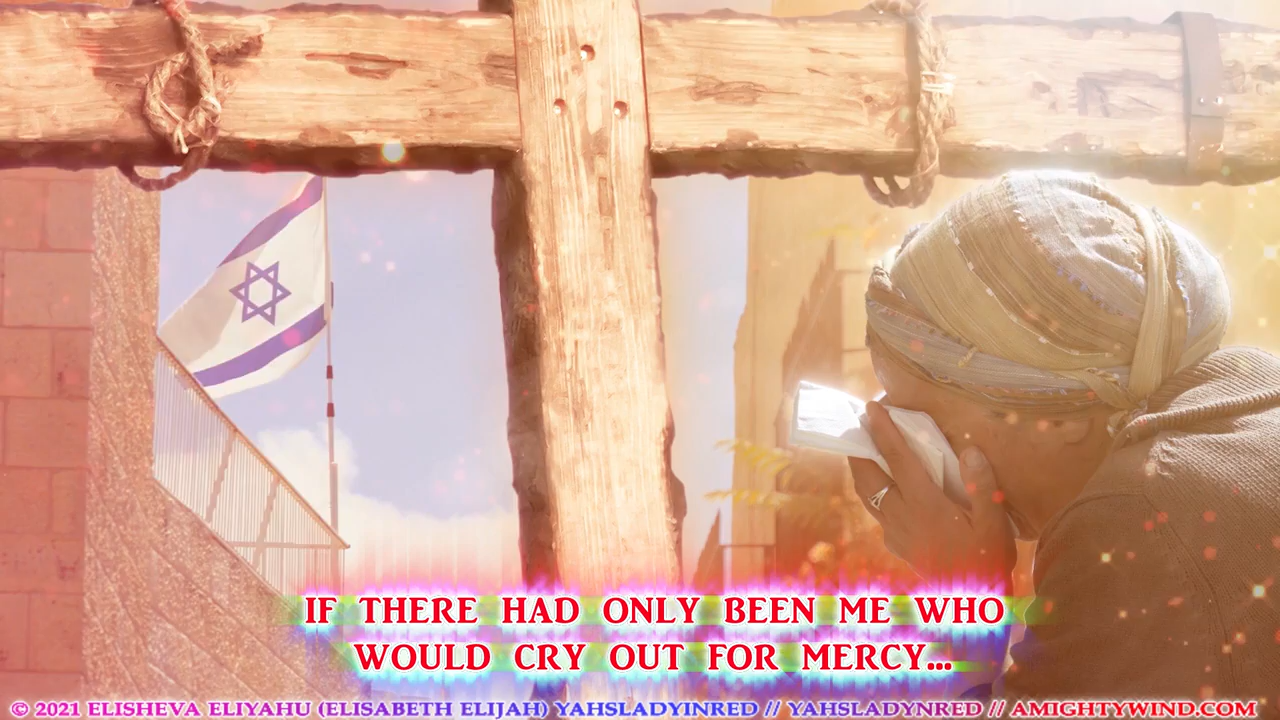 IF THERE HAD ONLY BEEN ME WHO
WOULD CRY OUT FOR MERCY...
© 2021 ELISHEVA ELIYAHU (ELISABETH ELIJAH) YAHSLADYINRED // YAHSLADYNRED // AMIGHTYWIND.COM